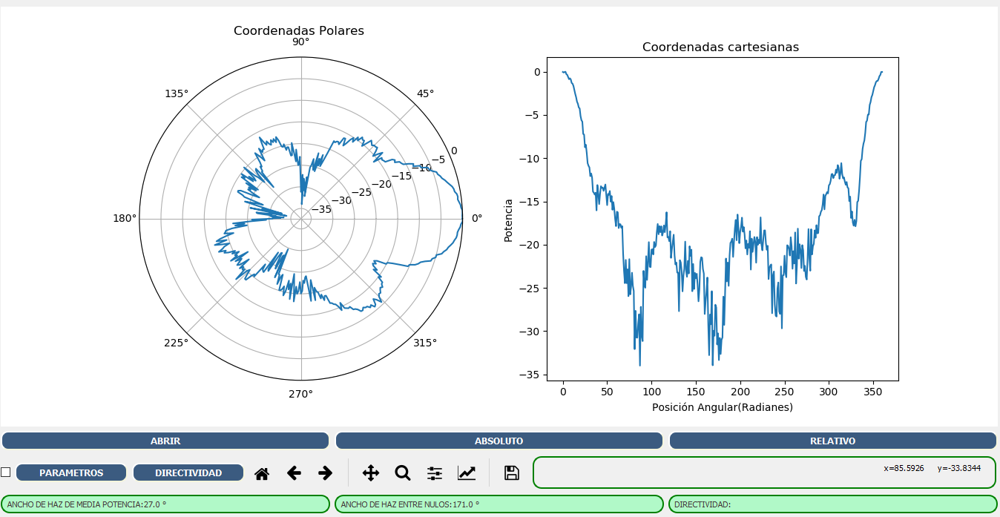 Coordenadas Polares
90°
135°
45°
180°
0°
225°
315°
270°
0
−5
−10
−15
−20
−25
−30
−35
Coordenadas cartesianas
Potencia
0
−5
−10
−15
−20
−25
−30
−35
0 50 100 150 200 250 300 350
Posición Angular(Radianes)
ABRIR
ABSOLUTO
RELATIVO
PARAMETROS
DIRECTIVIDAD
x=85.5926 y=-33.8344
ANCHO DE HAZ DE MEDIA POTENCIA:27.0 °
ANCHO DE HAZ ENTRE NULOS:171.0 °
DIRECTIVIDAD: